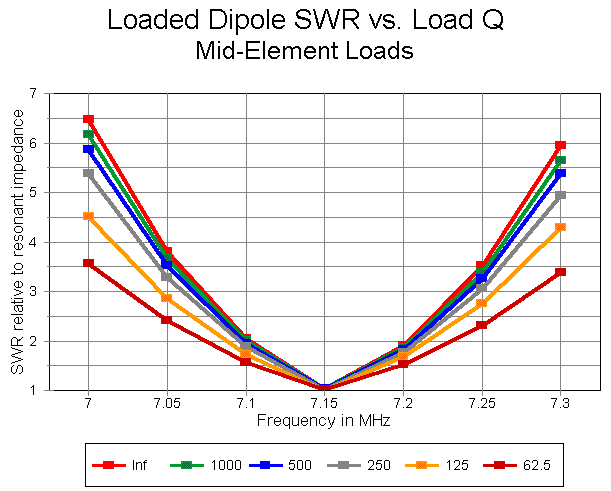 Loaded Dipole SWR vs. Load Q
Mid-Element Loads
SWR relative to resonant impedance
7
6
5
4
3
2
1
7 7.05 7.1 7.15 7.2 7.25 7.3
Frequency in MHz
Inf 1000 500 250 125 62.5